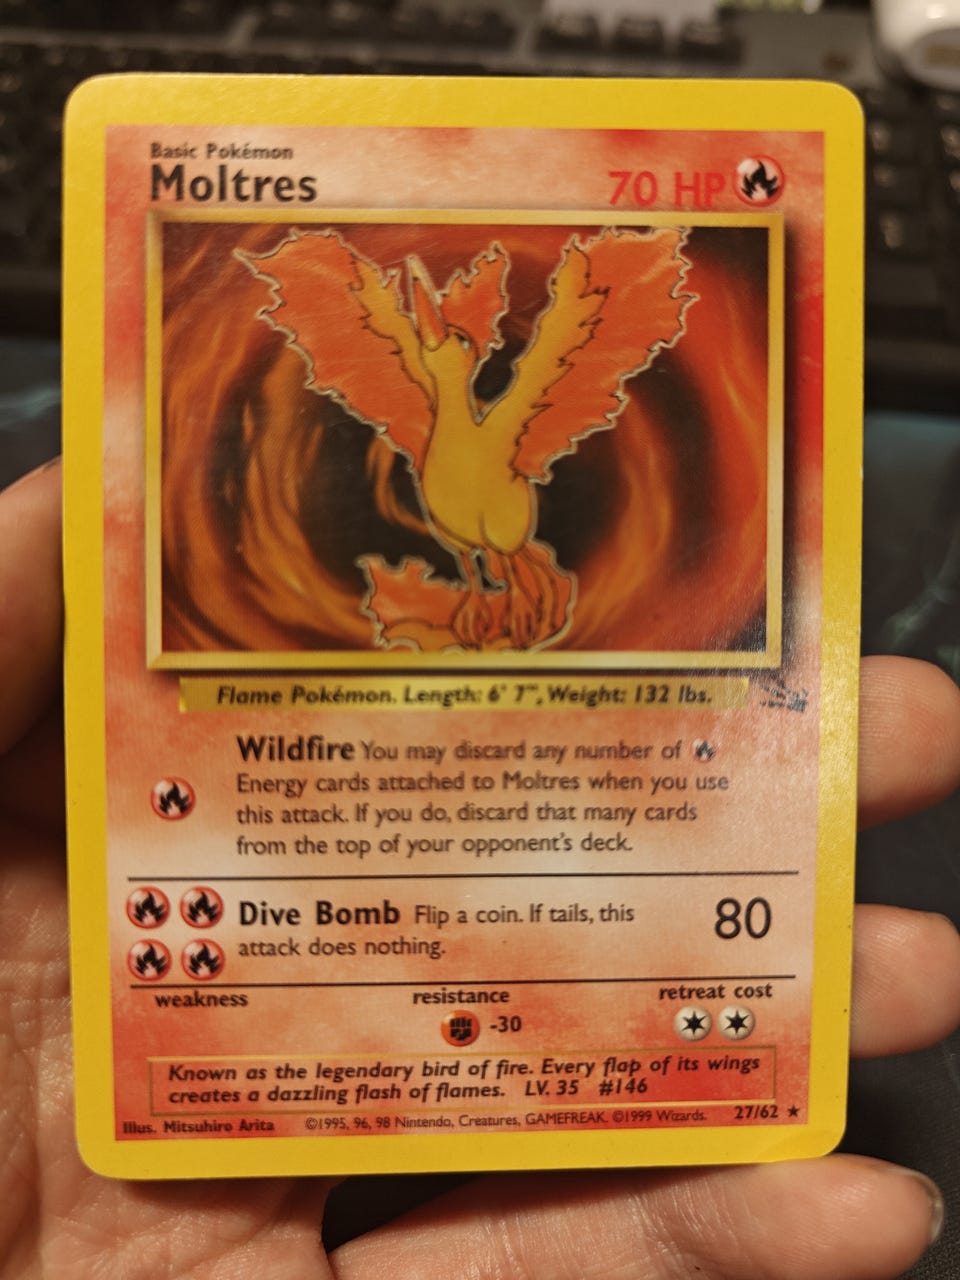 Basic Pokémon
Moltres
70 HP
Flame Pokémon. Length: 6' 7", Weight: 132 lbs.
Wildfire You may discard any number of
Energy cards attached to Moltres when you use
this attack. If you do, discard that many cards
from the top of your opponent's deck.
Dive Bomb Flip a coin. If tails, this
attack does nothing.
80
weakness
resistance
retreat cost
-30
Known as the legendary bird of fire. Every flap of its wings
creates a dazzling flash of flames. LV. 35 #146
Illus. Mitsuhiro Arita ©1995, 96, 98 Nintendo, Creatures, GAMEFREAK. ©1999 Wizards. 27/62 ★